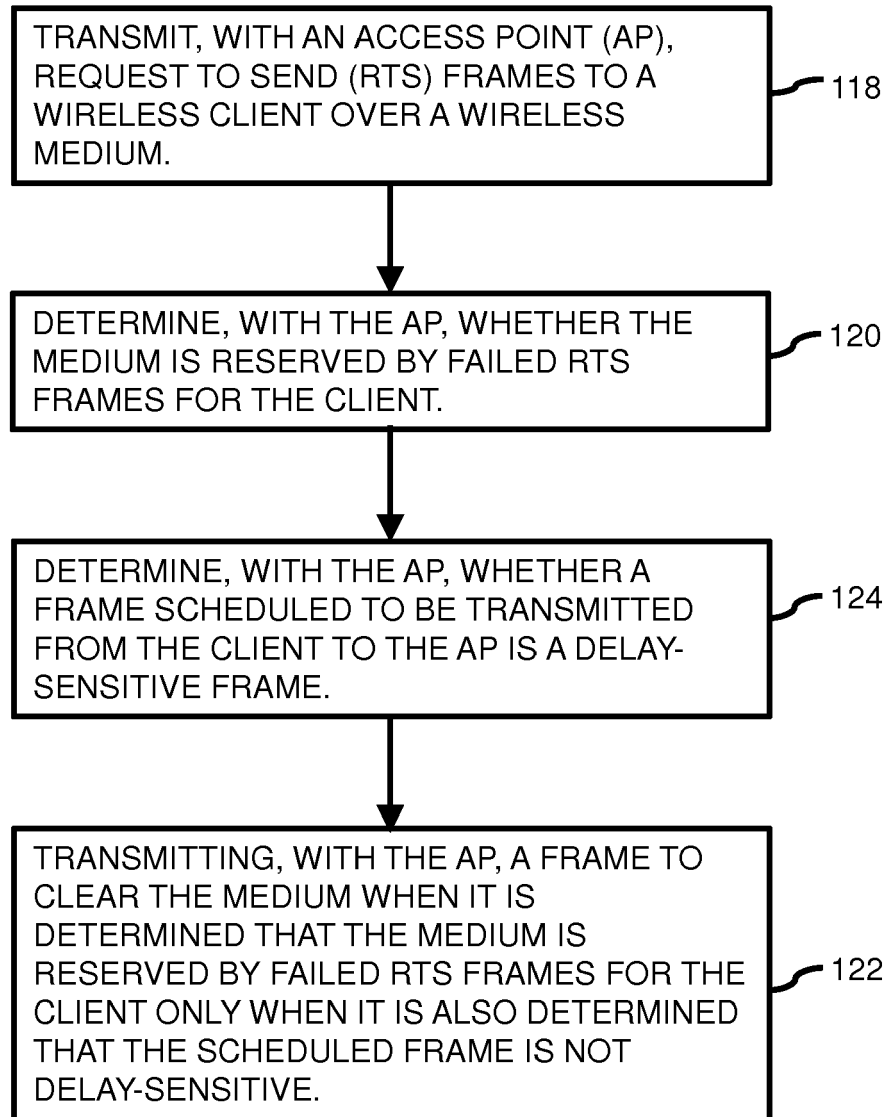 TRANSMIT, WITH AN ACCESS POINT (AP),
REQUEST TO SEND (RTS) FRAMES TO A
WIRELESS CLIENT OVER A WIRELESS
MEDIUM.
118
DETERMINE, WITH THE AP, WHETHER THE
MEDIUM IS RESERVED BY FAILED RTS
FRAMES FOR THE CLIENT.
120
DETERMINE, WITH THE AP, WHETHER A
FRAME SCHEDULED TO BE TRANSMITTED
FROM THE CLIENT TO THE AP IS A DELAY-
SENSITIVE FRAME.
124
TRANSMITTING, WITH THE AP, A FRAME TO
CLEAR THE MEDIUM WHEN IT IS
DETERMINED THAT THE MEDIUM IS
RESERVED BY FAILED RTS FRAMES FOR THE
CLIENT ONLY WHEN IT IS ALSO DETERMINED
THAT THE SCHEDULED FRAME IS NOT
DELAY-SENSITIVE.
122